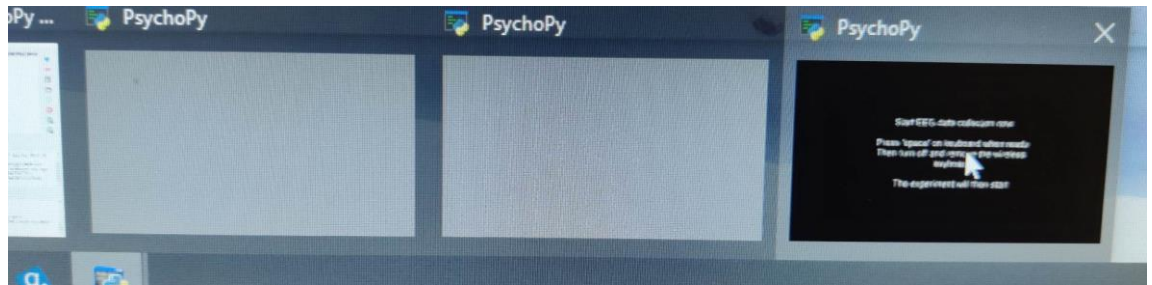 oPy ...
PsychoPy
PsychoPy
PsychoPy
Start EEG data collection now
Press 'space' on keyboard when ready
Then turn off and remove the wireless
The experiment will then start